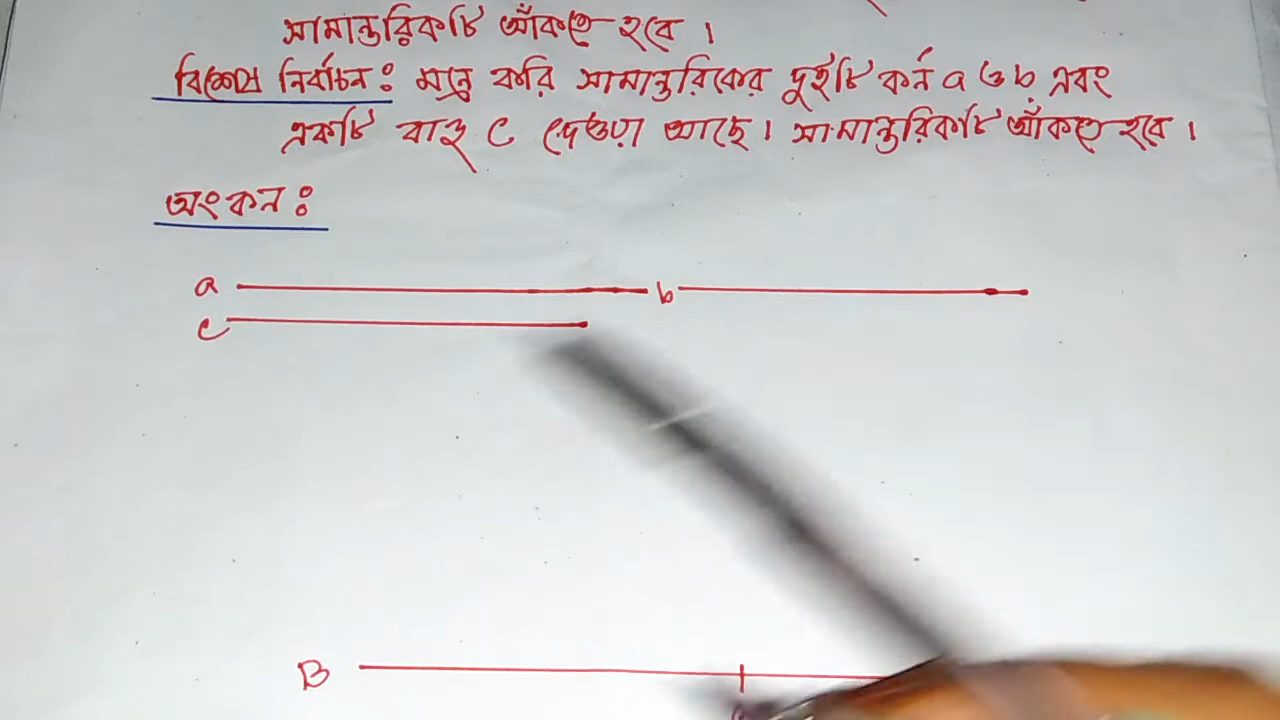 সামান্তরিকটি আঁকতে হবে।
বিশেষ নির্বাচন: মনে করি সামান্তরিকের দুইটি কর্ন a ও b এবং
একটি বাহু c দেওয়া আছে। সামান্তরিকটি আঁকতে হবে।
অংকন:
a b
c
B